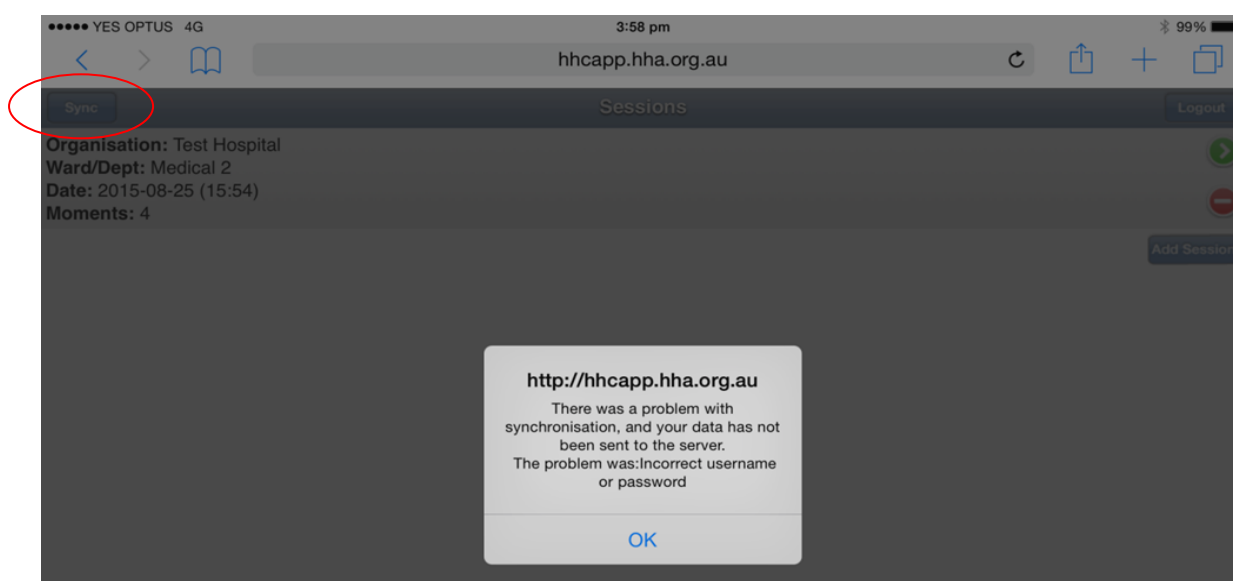 YES OPTUS 4G 3:58 pm 99%
hhcapp.hha.org.au
Sync Sessions Logout
Organisation: Test Hospital
Ward/Dept: Medical 2
Date: 2015-08-25 (15:54)
Moments: 4
Add Session
http://hhcapp.hha.org.au
There was a problem with
synchronisation, and your data has not
been sent to the server.
The problem was:Incorrect username
or password
OK